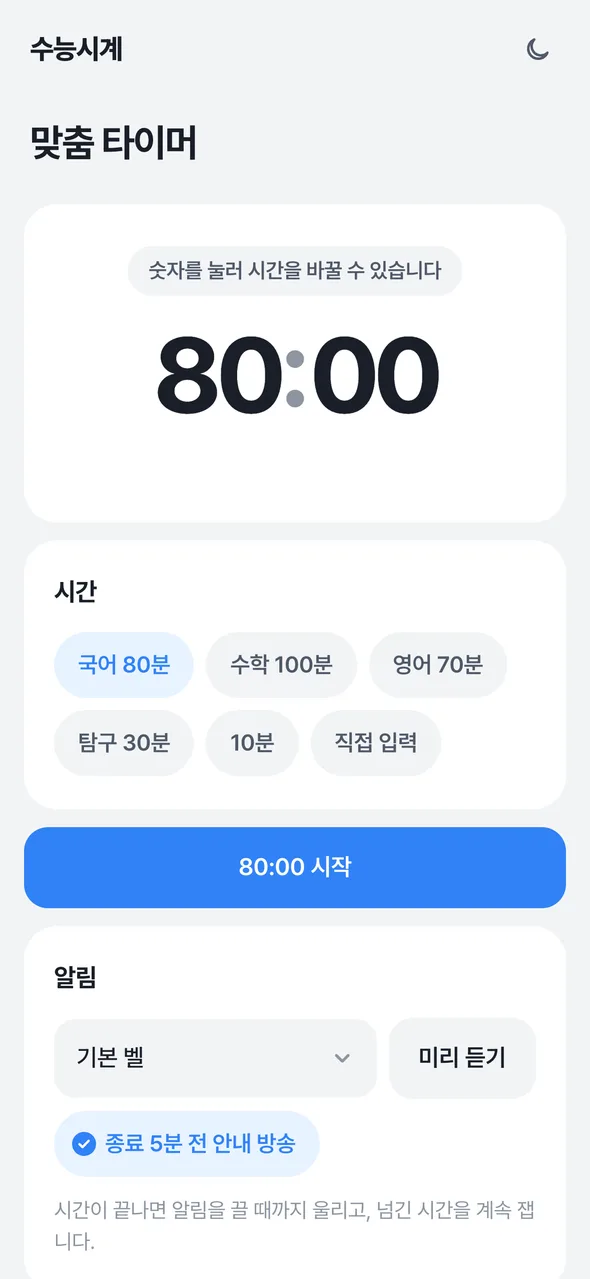 수능시계
맞춤 타이머
숫자를 눌러 시간을 바꿀 수 있습니다
80:00
시간
국어 80분
수학 100분
영어 70분
탐구 30분
10분
직접 입력
80:00 시작
알림
기본 벨
미리 듣기
종료 5분 전 안내 방송
시간이 끝나면 알림을 끌 때까지 울리고, 넘긴 시간을 계속 잽
니다.